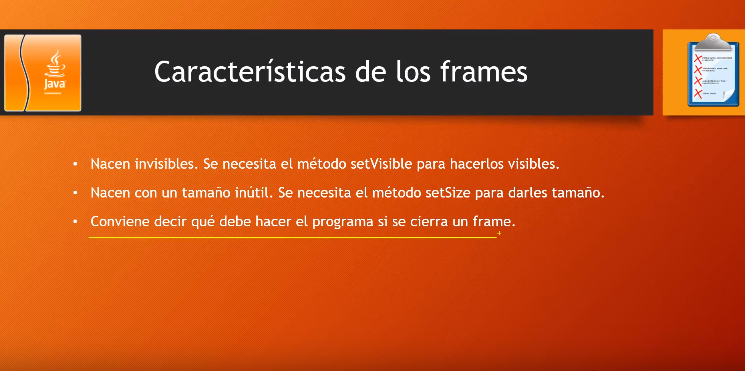 Java
Características de los frames
• Nacen invisibles. Se necesita el método setVisible para hacerlos visibles.
• Nacen con un tamaño inútil. Se necesita el método setSize para darles tamaño.
• Conviene decir qué debe hacer el programa si se cierra un frame.